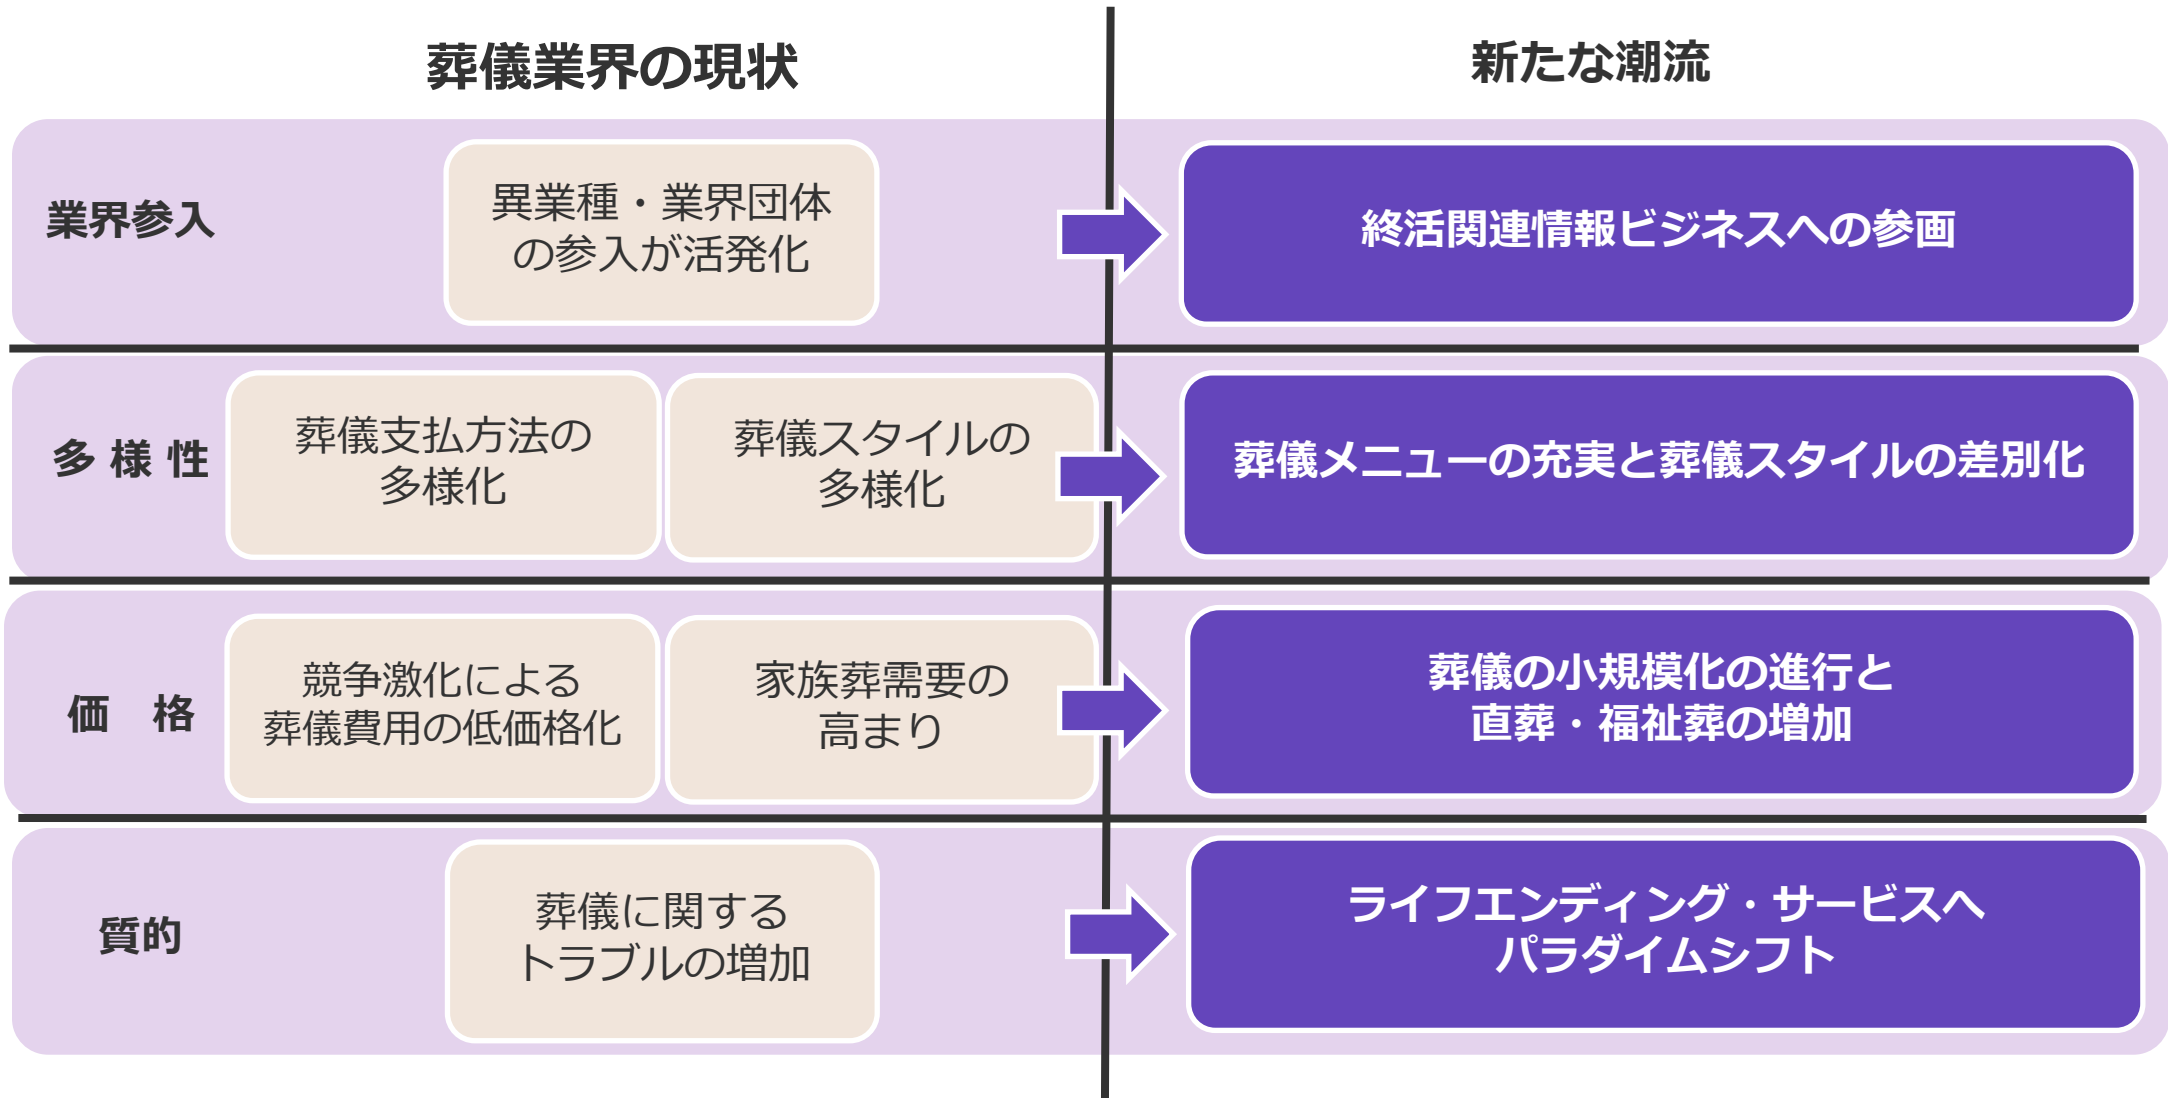 葬儀業界の現状
新たな潮流
業界参入
異業種・業界団体
の参入が活発化
終活関連情報ビジネスへの参画
多 様 性
葬儀支払方法の
多様化
葬儀スタイルの
多様化
葬儀メニューの充実と葬儀スタイルの差別化
価　格
競争激化による
葬儀費用の低価格化
家族葬需要の
高まり
葬儀の小規模化の進行と
直葬・福祉葬の増加
質的
葬儀に関する
トラブルの増加
ライフエンディング・サービスへ
パラダイムシフト